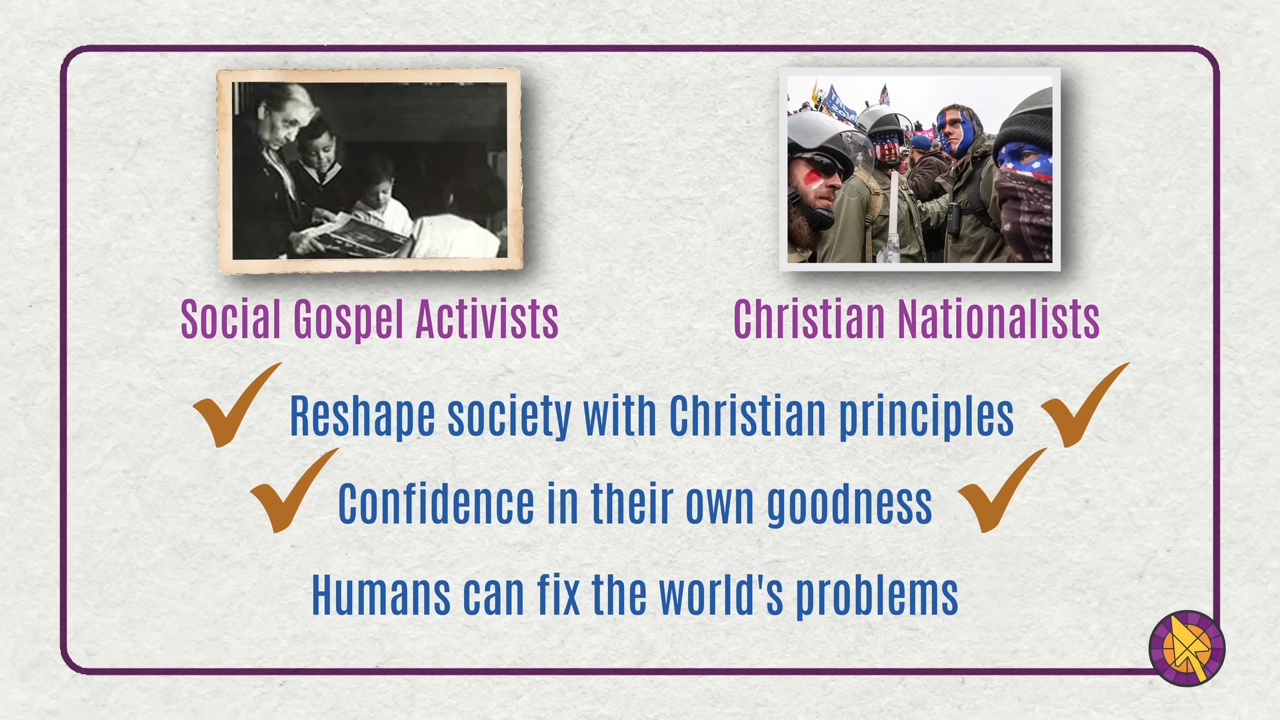 Social Gospel Activists
Christian Nationalists
Reshape society with Christian principles
Confidence in their own goodness
Humans can fix the world's problems